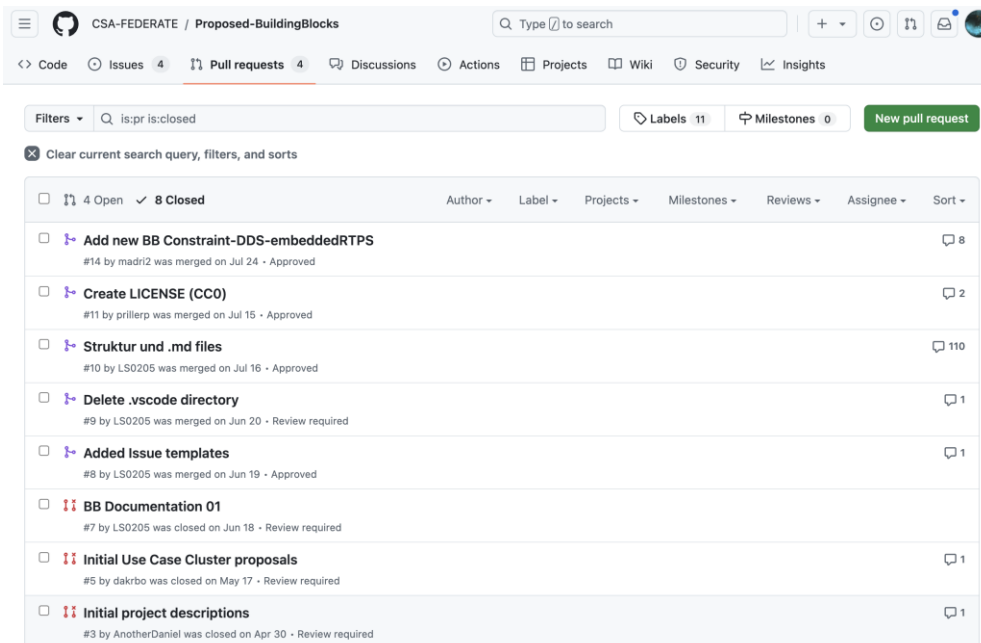 CSA-FEDERATE / Proposed-BuildingBlocks
Type / to search
Code Issues 4 Pull requests 4 Discussions Actions Projects Wiki Security Insights
Filters is:pr is:closed Labels 11 Milestones 0 New pull request
Clear current search query, filters, and sorts
4 Open 8 Closed Author Label Projects Milestones Reviews Assignee Sort
Add new BB Constraint-DDS-embeddedRTPS 8
#14 by madri2 was merged on Jul 24 • Approved
Create LICENSE (CC0) 2
#11 by prillerp was merged on Jul 15 • Approved
Struktur und .md files 110
#10 by LS0205 was merged on Jul 16 • Approved
Delete .vscode directory 1
#9 by LS0205 was merged on Jun 20 • Review required
Added Issue templates 1
#8 by LS0205 was merged on Jun 19 • Approved
BB Documentation 01
#7 by LS0205 was closed on Jun 18 • Review required
Initial Use Case Cluster proposals 1
#5 by dakrbo was closed on May 17 • Review required
Initial project descriptions 1
#3 by AnotherDaniel was closed on Apr 30 • Review required